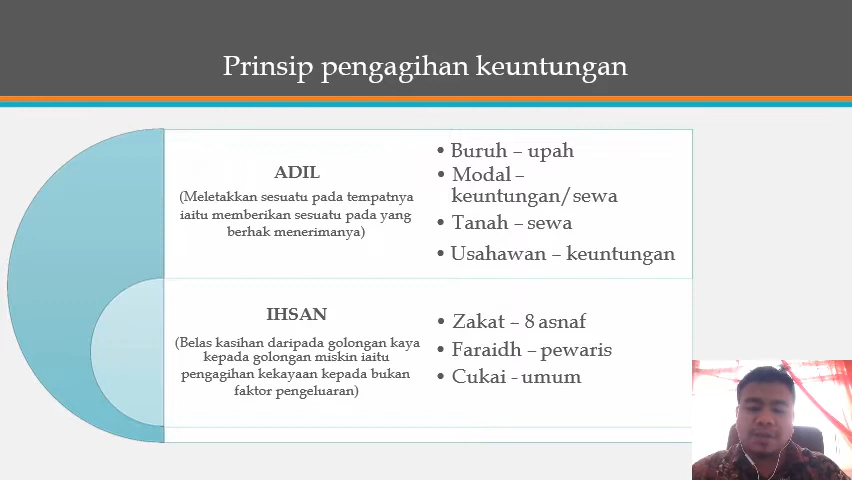 Prinsip pengagihan keuntungan
ADIL
(Meletakkan sesuatu pada tempatnya
iaitu memberikan sesuatu pada yang
berhak menerimanya)
• Buruh – upah
• Modal –
keuntungan/sewa
• Tanah – sewa
• Usahawan – keuntungan
IHSAN
(Belas kasihan daripada golongan kaya
kepada golongan miskin iaitu
pengagihan kekayaan kepada bukan
faktor pengeluaran)
• Zakat – 8 asnaf
• Faraidh – pewaris
• Cukai - umum